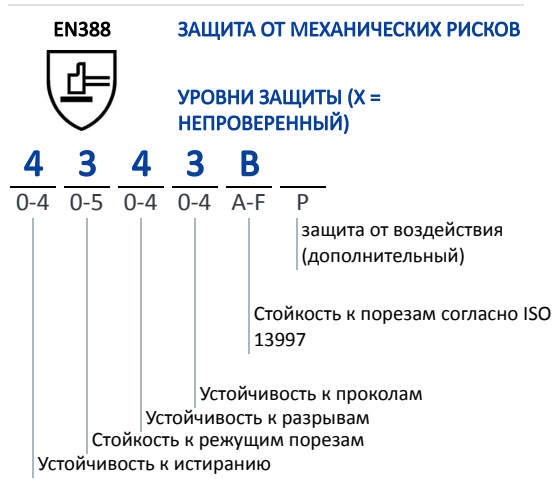 EN388 ЗАЩИТА ОТ МЕХАНИЧЕСКИХ РИСКОВ
УРОВНИ ЗАЩИТЫ (X =
НЕПРОВЕРЕННЫЙ)
4 3 4 3 B
0-4 0-5 0-4 0-4 A-F P
защита от воздействия
(дополнительный)
Стойкость к порезам согласно ISO
13997
Устойчивость к проколам
Устойчивость к разрывам
Стойкость к режущим порезам
Устойчивость к истиранию